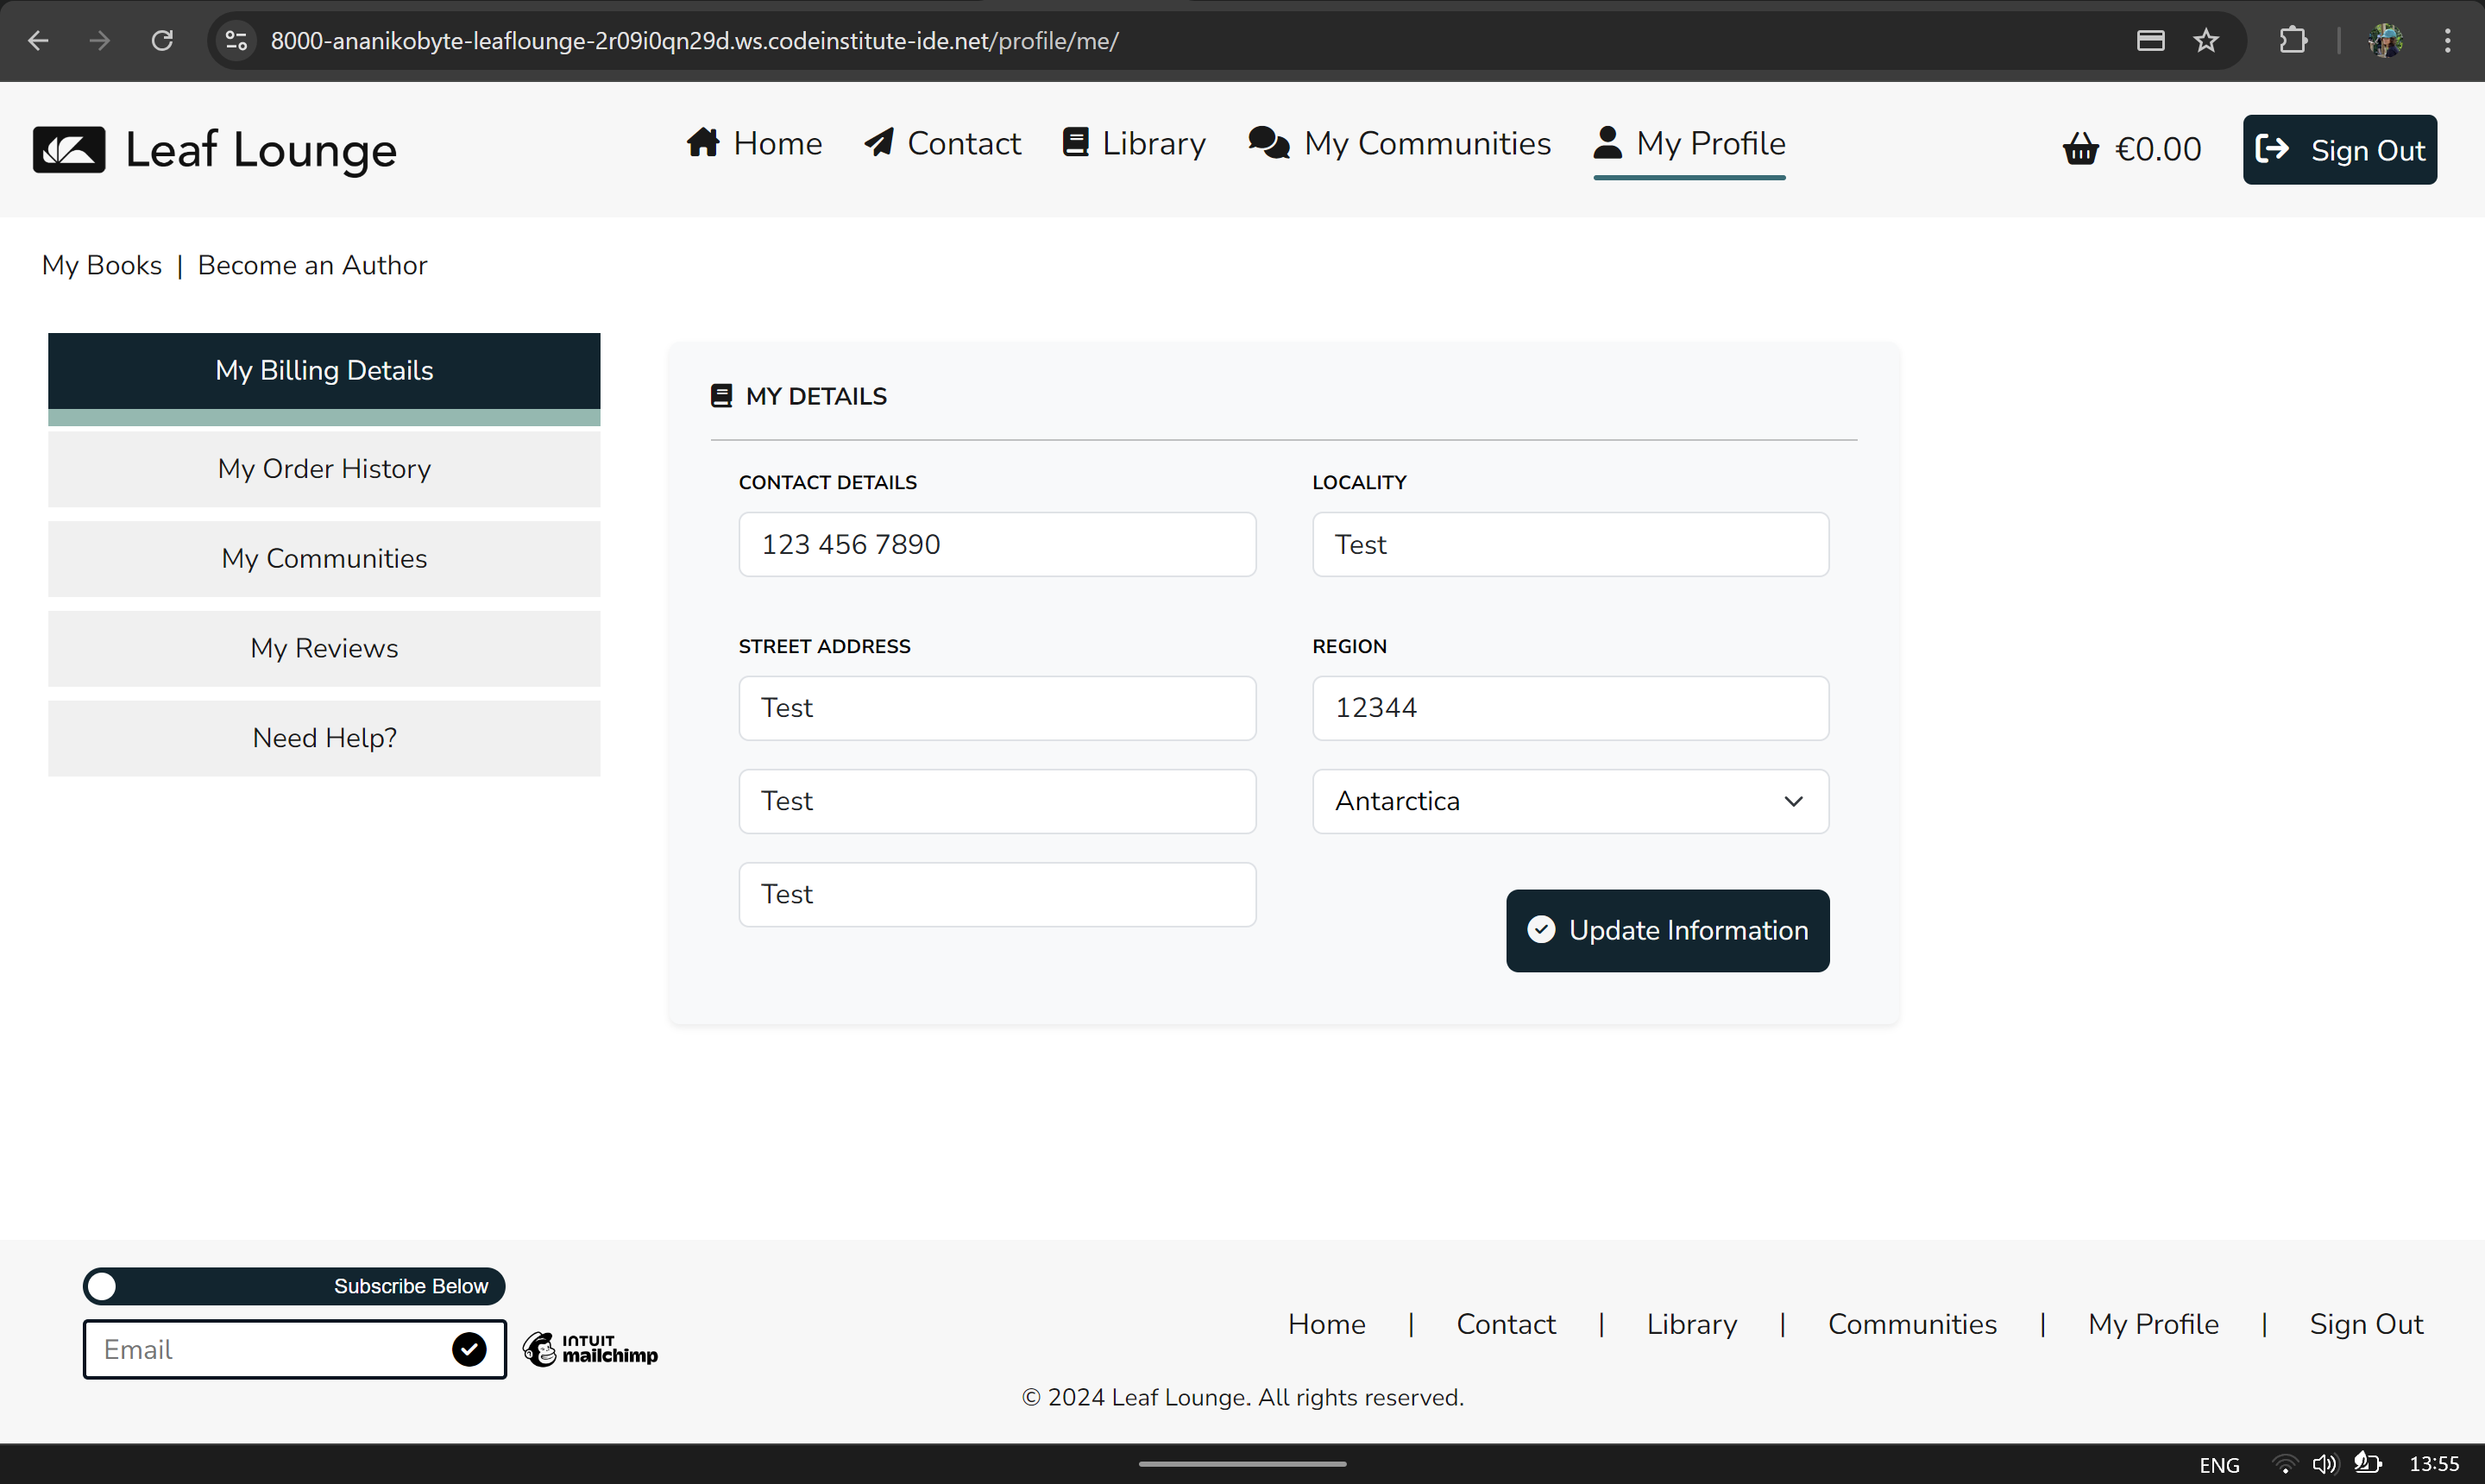 8000-ananikobyte-leaflounge-2r09i0qn29d.ws.codeinstitute-ide.net/profile/me/
Leaf Lounge
Home Contact Library My Communities My Profile €0.00 Sign Out
My Books | Become an Author
My Billing Details
My Order History
My Communities
My Reviews
Need Help?
MY DETAILS
CONTACT DETAILS
123 456 7890
LOCALITY
Test
STREET ADDRESS
Test
Test
Test
REGION
12344
Antarctica
Update Information
Subscribe Below
Email
INTUIT
mailchimp
Home | Contact | Library | Communities | My Profile | Sign Out
© 2024 Leaf Lounge. All rights reserved.
ENG 13:55